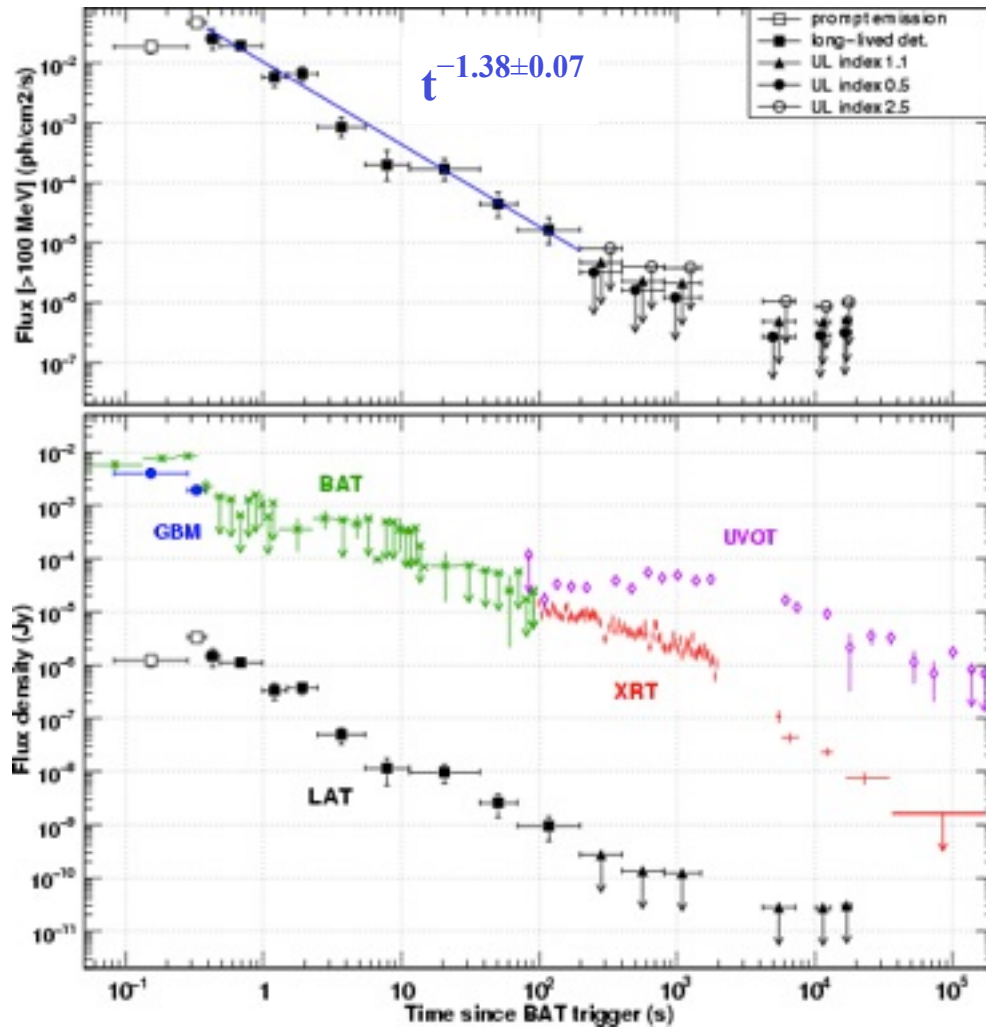 Flux [>100 MeV] (ph/cm2/s)
10⁻²
10⁻³
10⁻⁴
10⁻⁵
10⁻⁶
10⁻⁷
t⁻¹·³⁸±⁰·⁰⁷
prompt emission
long-lived det.
UL index 1.1
UL index 0.5
UL index 2.5
Flux density (Jy)
10⁻²
10⁻³
10⁻⁴
10⁻⁵
10⁻⁶
10⁻⁷
10⁻⁸
10⁻⁹
10⁻¹⁰
10⁻¹¹
BAT
GBM
UVOT
XRT
LAT
10⁻¹ 1 10 10² 10³ 10⁴ 10⁵
Time since BAT trigger (s)